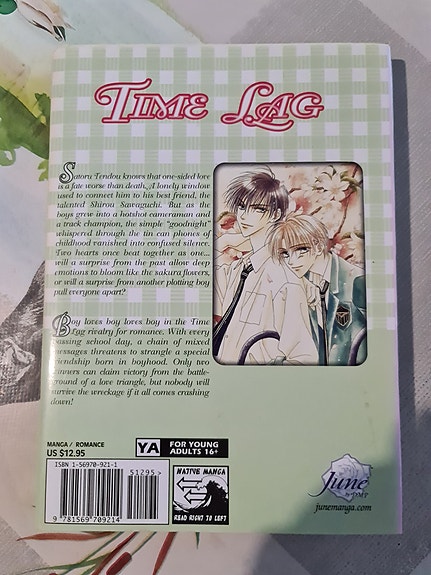 TIME LAG
Satoru Tendou knows that one-sided love
is a fate worse than death. A lonely window
used to connect him to his best friend, the
talented Shirou Sawaguchi. But as the
boys grew into a hotshot cameraman and
a track champion, the simple "goodnight"
whispered through the tin can phones of
childhood vanished into confused silence.
Two hearts once beat together as one...
will a surprise from the past allow deep
emotions to bloom like the sakura flowers,
or will a surprise from another plotting boy
pull everyone apart?
Boy loves boy loves boy in the Time
Lag rivalry for romance. With every
passing school day, a chain of mixed
messages threatens to strangle a special
friendship born in boyhood. Only two
winners can claim victory from the battle-
ground of a love triangle, but nobody will
survive the wreckage if it all comes crashing
down!
MANGA / ROMANCE
US $12.95
YA FOR YOUNG
ADULTS 16+
ISBN 1-56970-921-1
51295>
9 781569 709214
NATIVE MANGA
READ RIGHT TO LEFT
June
by DMP
junemanga.com